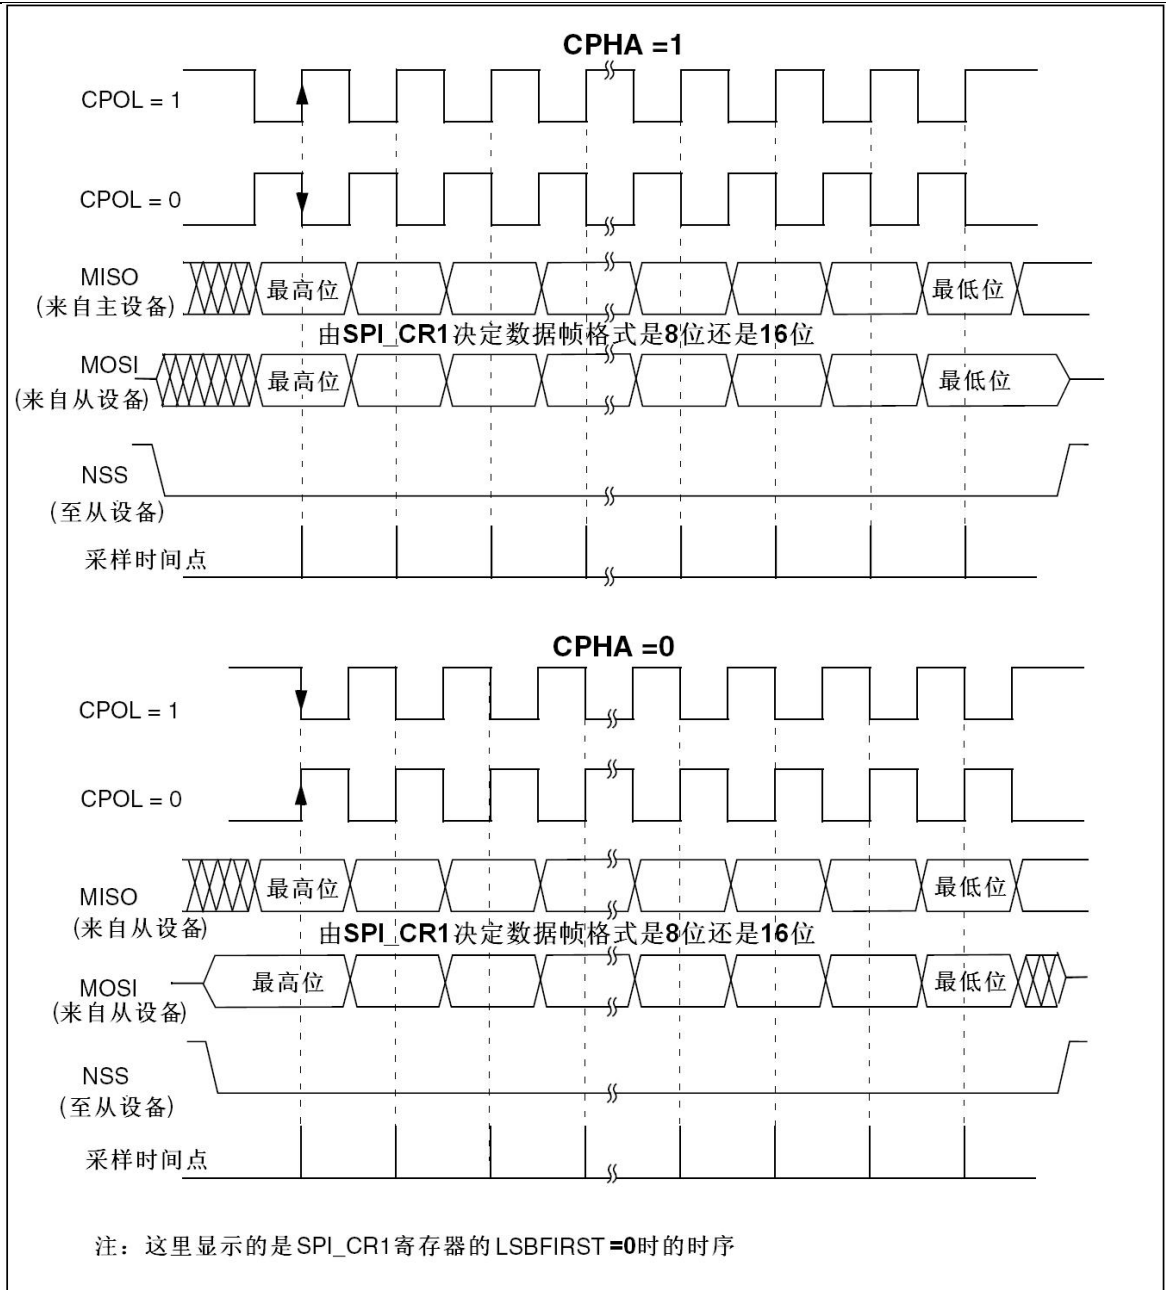 CPHA =1
CPOL = 1
CPOL = 0
MISO
(来自主设备)
最高位
最低位
由SPI_CR1决定数据帧格式是8位还是16位
MOSI
(来自从设备)
最高位
最低位
NSS
(至从设备)
采样时间点
CPHA =0
CPOL = 1
CPOL = 0
MISO
(来自从设备)
最高位
最低位
由SPI_CR1决定数据帧格式是8位还是16位
MOSI
(来自从设备)
最高位
最低位
NSS
(至从设备)
采样时间点
注：这里显示的是SPI_CR1寄存器的LSBFIRST=0时的时序